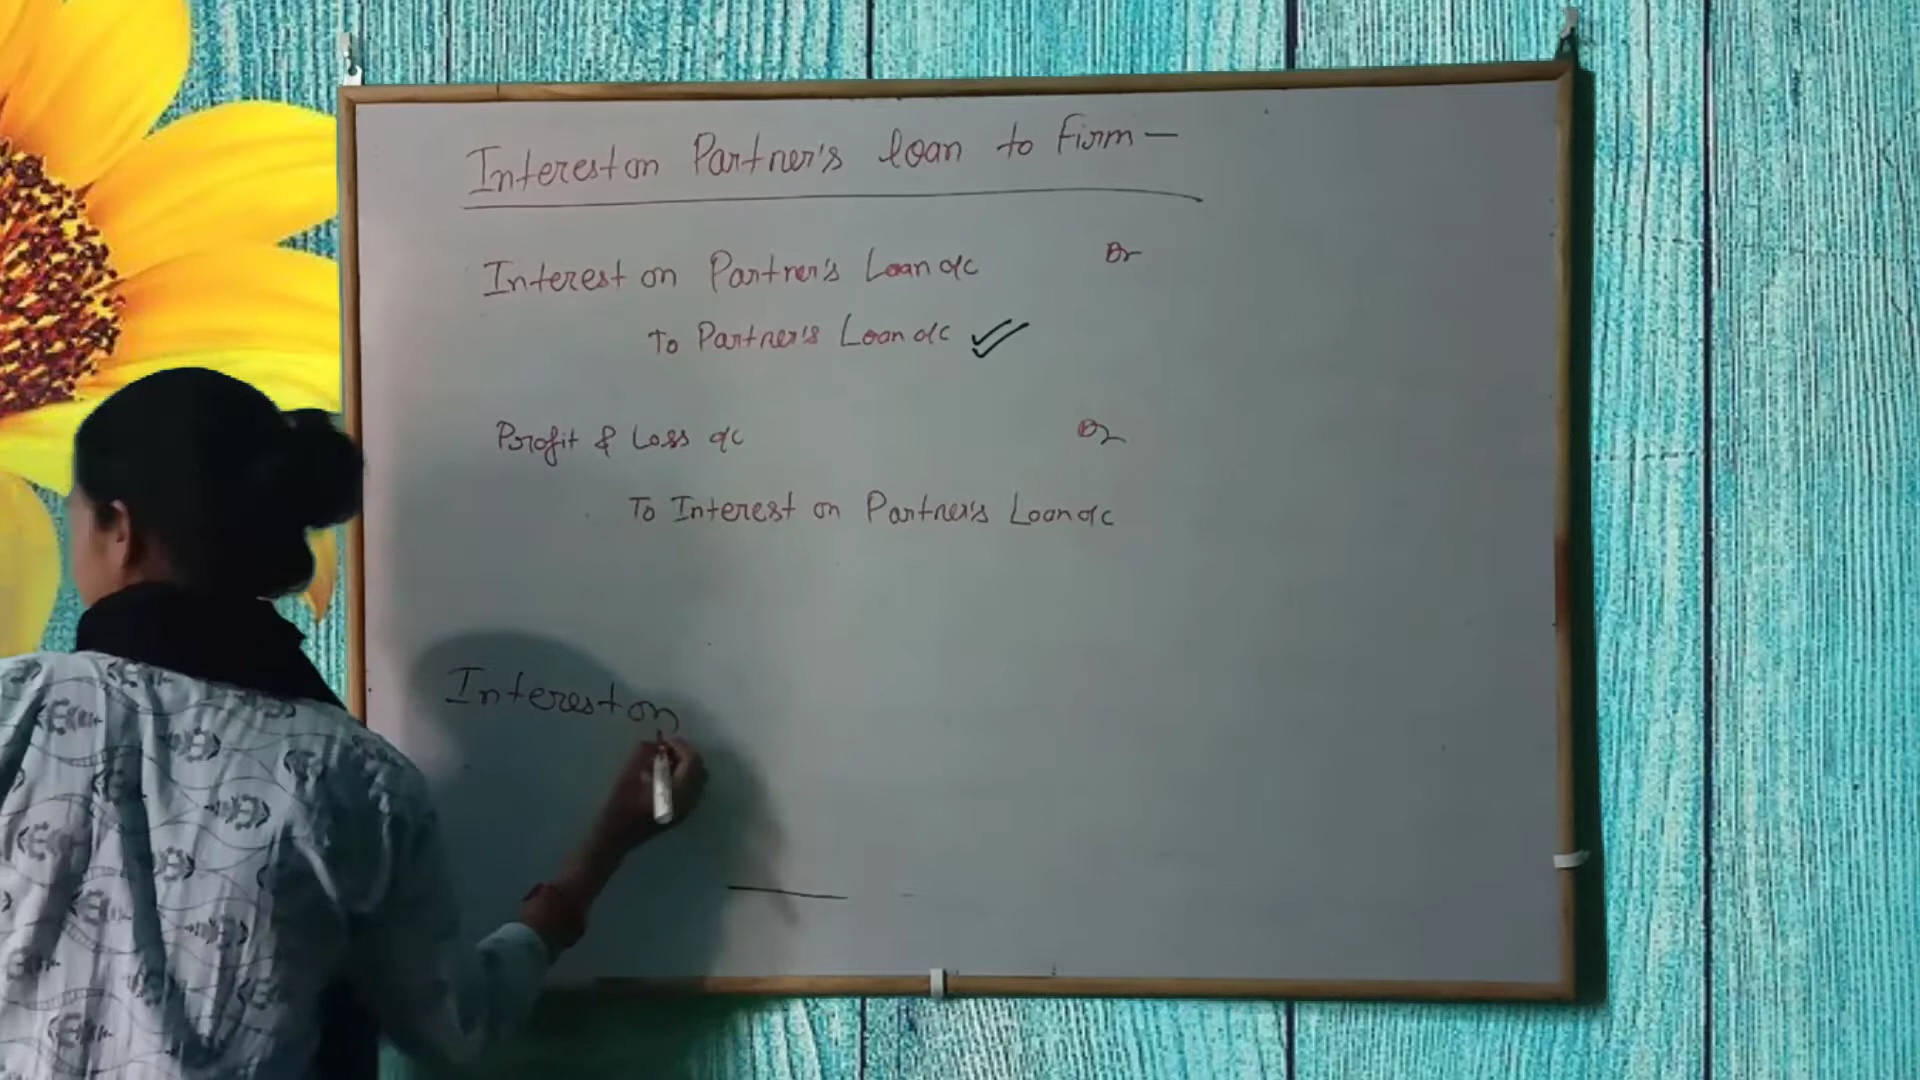 Interest on Partner's loan to Firm —
Interest on Partner's Loan a/c Dr
To Partner's Loan a/c
Profit & Loss a/c Dr
To Interest on Partner's Loan a/c
Interest on